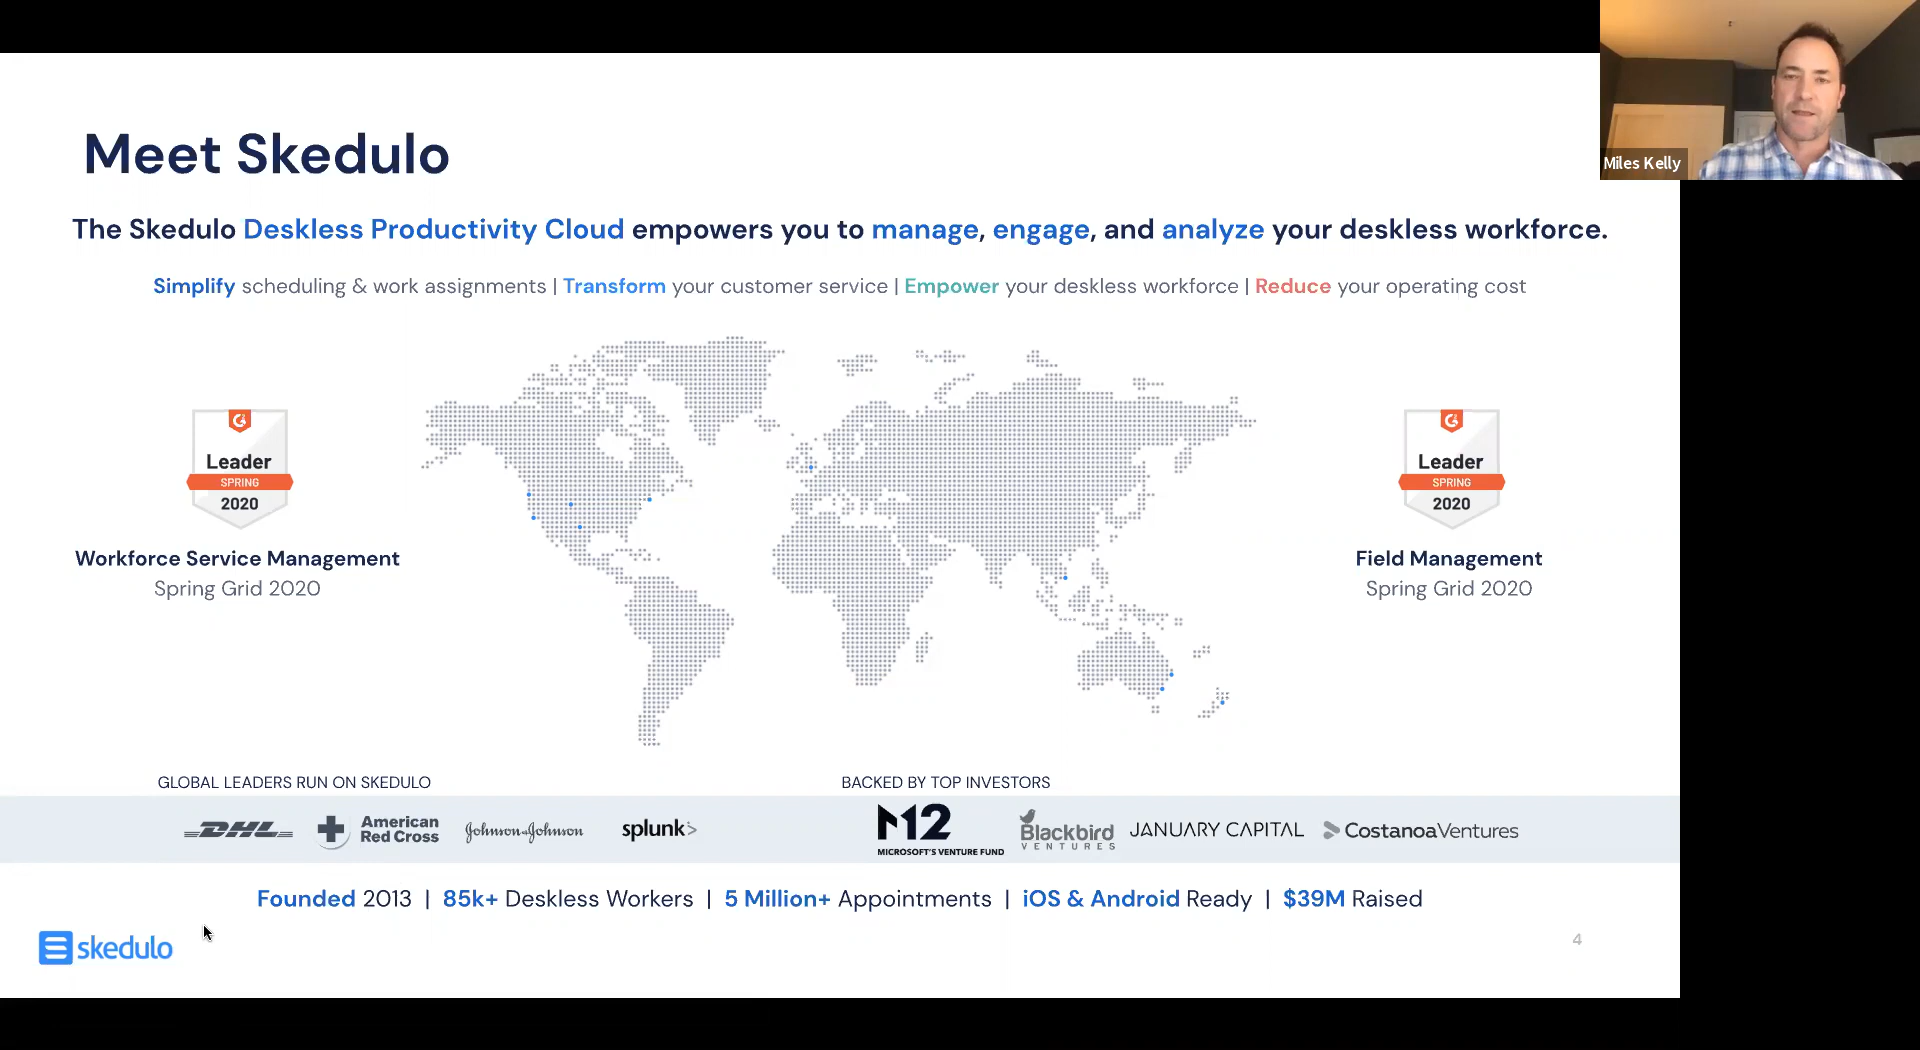 Miles Kelly
Meet Skedulo
The Skedulo Deskless Productivity Cloud empowers you to manage, engage, and analyze your deskless workforce.
Simplify scheduling & work assignments | Transform your customer service | Empower your deskless workforce | Reduce your operating cost
Leader
SPRING
2020
Workforce Service Management
Spring Grid 2020
Leader
SPRING
2020
Field Management
Spring Grid 2020
GLOBAL LEADERS RUN ON SKEDULO
DHL
American
Red Cross
Johnson & Johnson
splunk>
BACKED BY TOP INVESTORS
M12
MICROSOFT'S VENTURE FUND
Blackbird
VENTURES
JANUARY CAPITAL
CostanoaVentures
Founded 2013 | 85k+ Deskless Workers | 5 Million+ Appointments | iOS & Android Ready | $39M Raised
skedulo
4